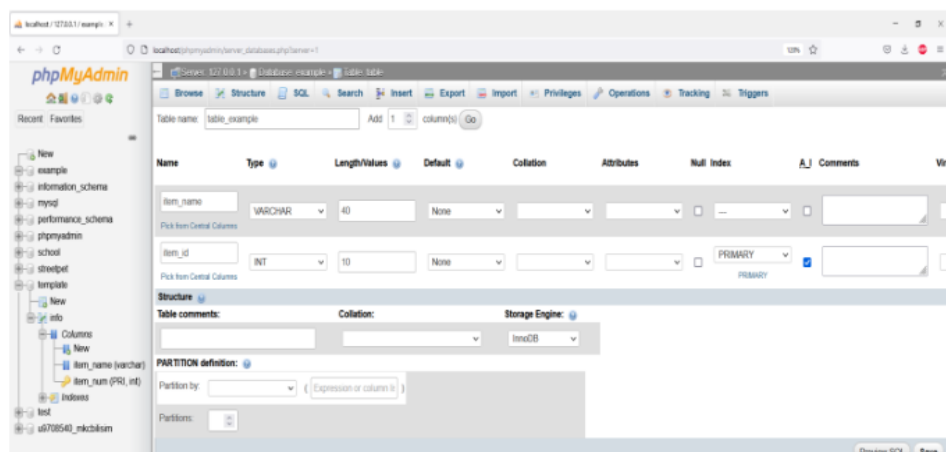 localhost / 127.0.0.1 / example
localhost/phpmyadmin/server_databases.php?server=1
phpMyAdmin
Recent Favorites
New
example
information_schema
mysql
performance_schema
phpmyadmin
school
streetpet
template
New
info
Columns
New
item_name (varchar)
item_num (PRI, int)
Indexes
test
u9708540_mkcbilisim
Server: 127.0.0.1 » Database: example » Table: table
Browse Structure SQL Search Insert Export Import Privileges Operations Tracking Triggers
Table name: table_example Add 1 column(s) Go
Name Type Length/Values Default Collation Attributes Null Index A_I Comments
item_name VARCHAR 40 None ---
Pick from Central Columns
item_id INT 10 None PRIMARY
Pick from Central Columns PRIMARY
Structure
Table comments: Collation: Storage Engine:
InnoDB
PARTITION definition:
Partition by: ( Expression or column lis )
Partitions:
Preview SQL Save